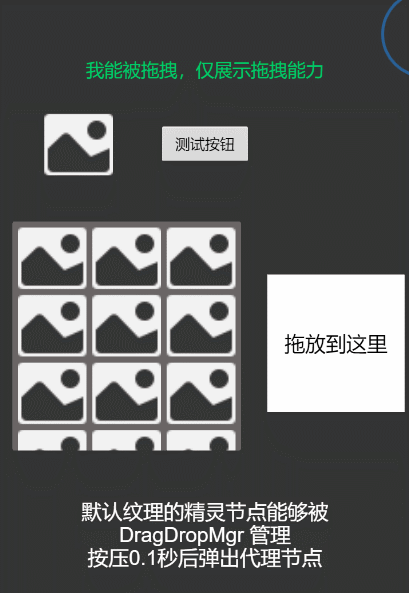 我能被拖拽，仅展示拖拽能力
测试按钮
拖放到这里
默认纹理的精灵节点能够被
DragDropMgr 管理
按压0.1秒后弹出代理节点